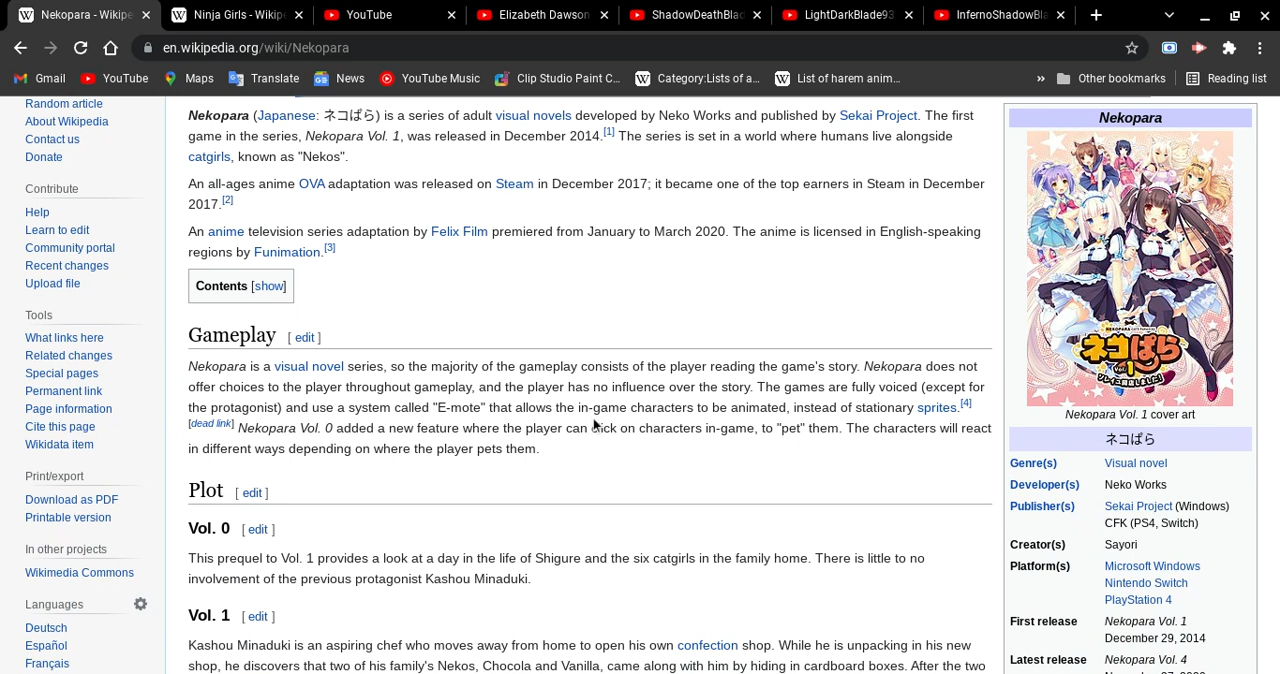 Nekopara - Wikipe
Ninja Girls - Wikipe
YouTube
Elizabeth Dawson
ShadowDeathBlad
LightDarkBlade93
InfernoShadowBla
en.wikipedia.org/wiki/Nekopara
Gmail
YouTube
Maps
Translate
News
YouTube Music
Clip Studio Paint C...
Category:Lists of a...
List of harem anim...
»
Other bookmarks
Reading list
Random article
About Wikipedia
Contact us
Donate
Contribute
Help
Learn to edit
Community portal
Recent changes
Upload file
Tools
What links here
Related changes
Special pages
Permanent link
Page information
Cite this page
Wikidata item
Print/export
Download as PDF
Printable version
In other projects
Wikimedia Commons
Languages
Deutsch
Español
Français
Nekopara (Japanese: ネコぱら) is a series of adult visual novels developed by Neko Works and published by Sekai Project. The first
game in the series, Nekopara Vol. 1, was released in December 2014.[1] The series is set in a world where humans live alongside
catgirls, known as "Nekos".
An all-ages anime OVA adaptation was released on Steam in December 2017; it became one of the top earners in Steam in December
2017.[2]
An anime television series adaptation by Felix Film premiered from January to March 2020. The anime is licensed in English-speaking
regions by Funimation.[3]
Contents [show]
Gameplay [ edit ]
Nekopara is a visual novel series, so the majority of the gameplay consists of the player reading the game's story. Nekopara does not
offer choices to the player throughout gameplay, and the player has no influence over the story. The games are fully voiced (except for
the protagonist) and use a system called "E-mote" that allows the in-game characters to be animated, instead of stationary sprites.[4]
[dead link] Nekopara Vol. 0 added a new feature where the player can click on characters in-game, to "pet" them. The characters will react
in different ways depending on where the player pets them.
Plot [ edit ]
Vol. 0 [ edit ]
This prequel to Vol. 1 provides a look at a day in the life of Shigure and the six catgirls in the family home. There is little to no
involvement of the previous protagonist Kashou Minaduki.
Vol. 1 [ edit ]
Kashou Minaduki is an aspiring chef who moves away from home to open his own confection shop. While he is unpacking in his new
shop, he discovers that two of his family's Nekos, Chocola and Vanilla, came along with him by hiding in cardboard boxes. After the two
Nekopara
ネコぱら
Vol.1
ソレイユ開店しました!
Nekopara Vol. 1 cover art
ネコぱら
Genre(s) Visual novel
Developer(s) Neko Works
Publisher(s) Sekai Project (Windows)
CFK (PS4, Switch)
Creator(s) Sayori
Platform(s) Microsoft Windows
Nintendo Switch
PlayStation 4
First release Nekopara Vol. 1
December 29, 2014
Latest release Nekopara Vol. 4